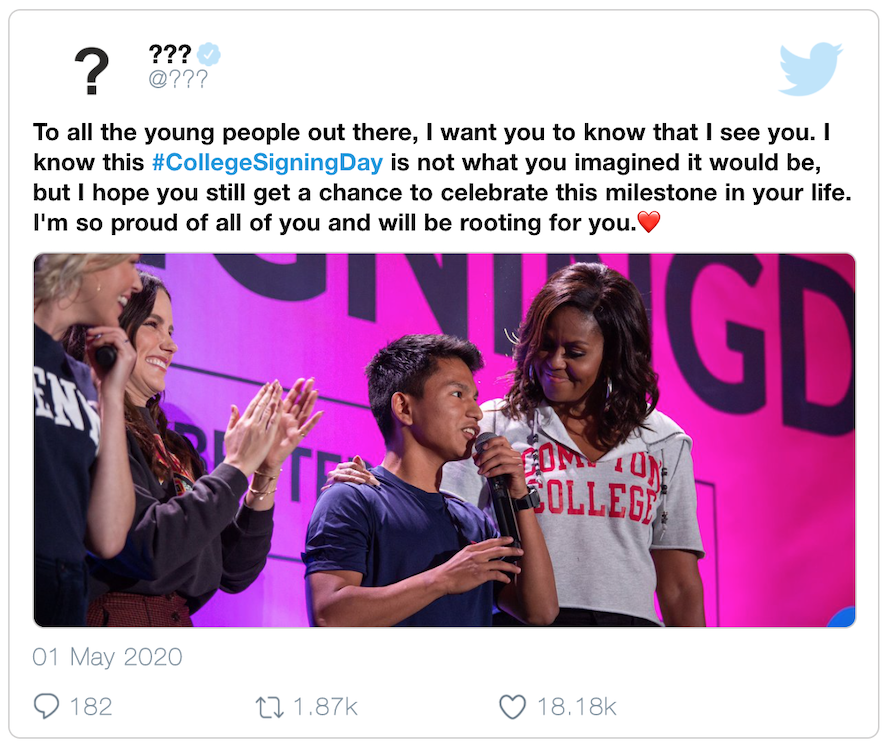 ???
@???
To all the young people out there, I want you to know that I see you. I
know this #CollegeSigningDay is not what you imagined it would be,
but I hope you still get a chance to celebrate this milestone in your life.
I'm so proud of all of you and will be rooting for you.❤️
IGNINGD
EN
COMPTON
COLLEGE
01 May 2020
182
1.87k
18.18k